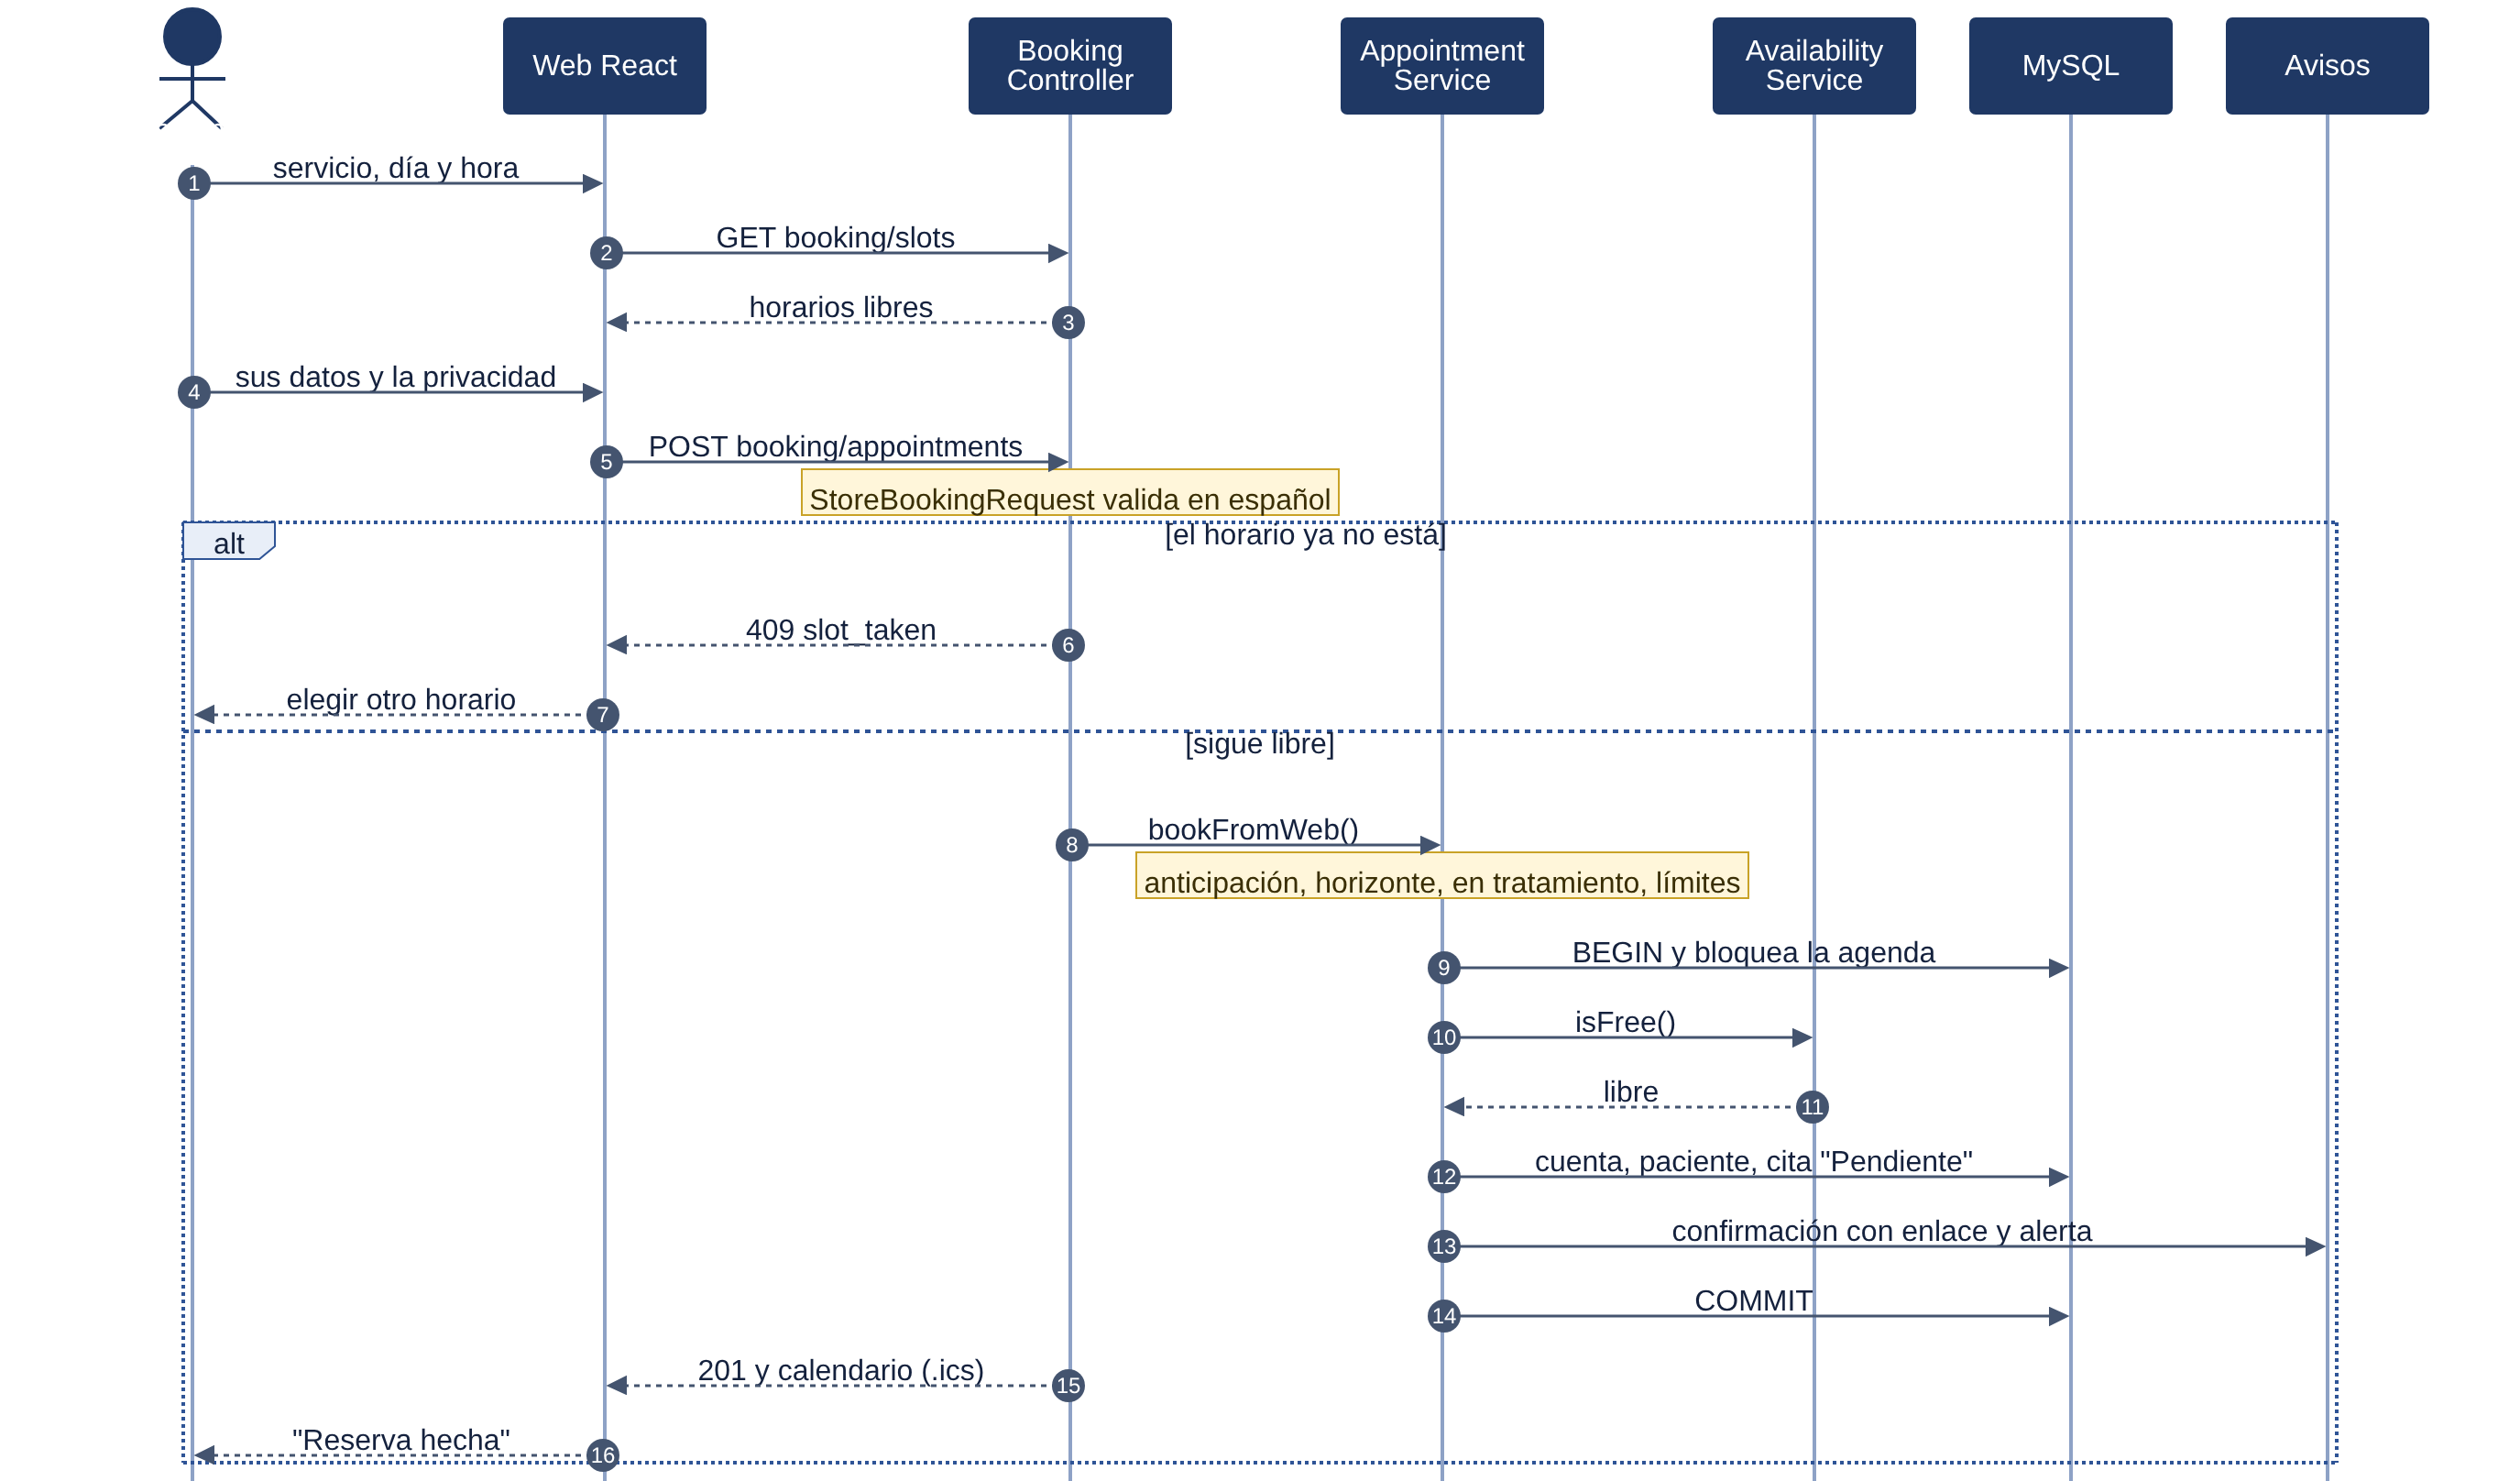 Web React
Booking
Controller
Appointment
Service
Availability
Service
MySQL
Avisos
1
servicio, día y hora
2
GET booking/slots
horarios libres
3
4
sus datos y la privacidad
5
POST booking/appointments
StoreBookingRequest valida en español
alt
[el horario ya no está]
409 slot_taken
6
elegir otro horario
7
[sigue libre]
8
bookFromWeb()
anticipación, horizonte, en tratamiento, límites
9
BEGIN y bloquea la agenda
10
isFree()
libre
11
12
cuenta, paciente, cita "Pendiente"
13
confirmación con enlace y alerta
14
COMMIT
201 y calendario (.ics)
15
"Reserva hecha"
16